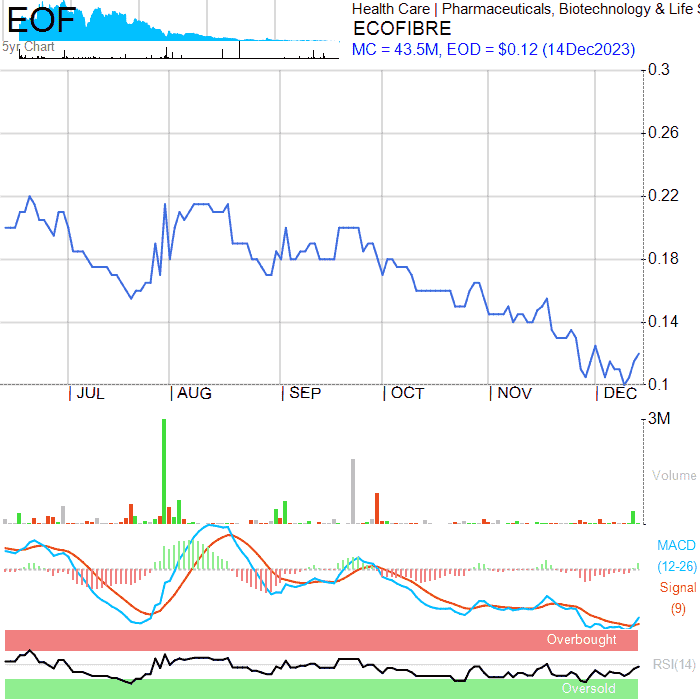 EOF
5yr Chart
Health Care | Pharmaceuticals, Biotechnology & Life S
ECOFIBRE
MC = 43.5M, EOD = $0.12 (14Dec2023)
0.3
0.26
0.22
0.18
0.14
0.1
| JUL | AUG | SEP | OCT | NOV | DEC
3M
Volume
MACD
(12-26)
Signal
(9)
Overbought
RSI(14)
Oversold